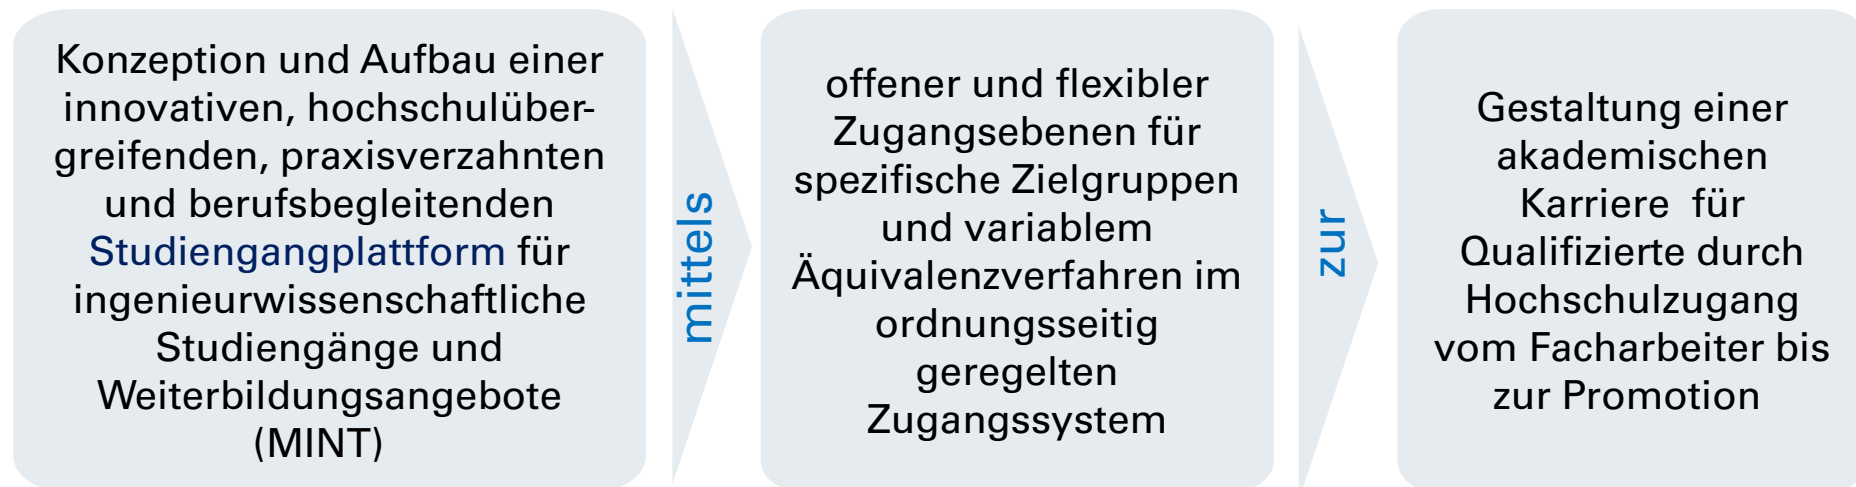 Konzeption und Aufbau einer
innovativen, hochschulüber-
greifenden, praxisverzahnten
und berufsbegleitenden
Studiengangplattform für
ingenieurwissenschaftliche
Studiengänge und
Weiterbildungsangebote
(MINT)
mittels
offener und flexibler
Zugangsebenen für
spezifische Zielgruppen
und variablem
Äquivalenzverfahren im
ordnungsseitig
geregelten
Zugangssystem
zur
Gestaltung einer
akademischen
Karriere für
Qualifizierte durch
Hochschulzugang
vom Facharbeiter bis
zur Promotion